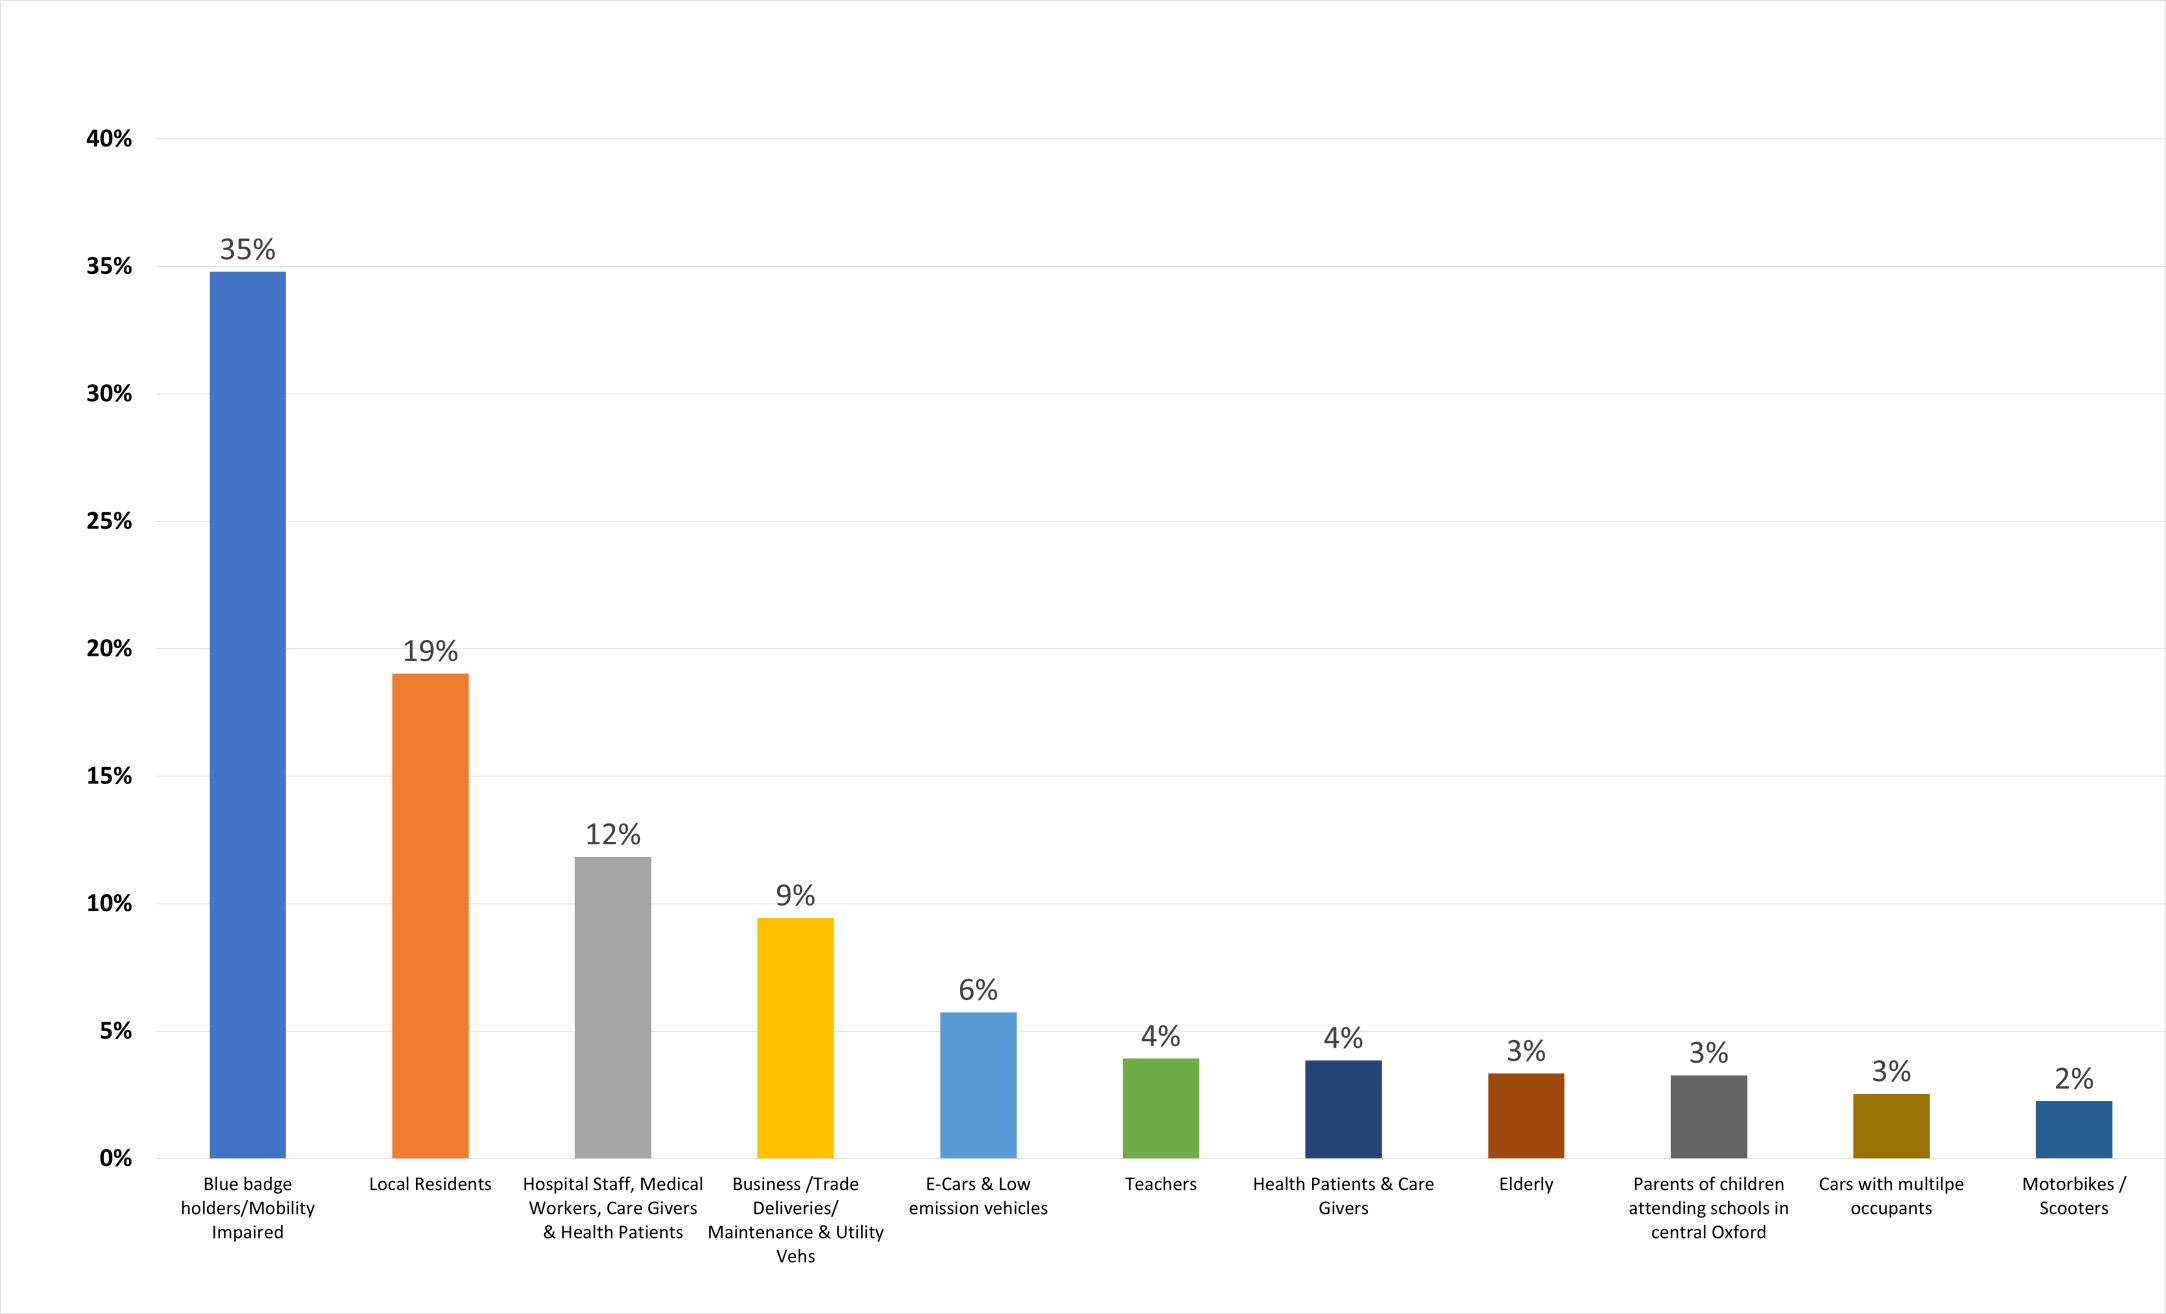 40%
35%
30%
25%
20%
15%
10%
5%
0%
35%
19%
12%
9%
6%
4%
4%
3%
3%
3%
2%
Blue badge
holders/Mobility
Impaired
Local Residents
Hospital Staff, Medical
Workers, Care Givers
& Health Patients
Business /Trade
Deliveries/
Maintenance & Utility
Vehs
E-Cars & Low
emission vehicles
Teachers
Health Patients & Care
Givers
Elderly
Parents of children
attending schools in
central Oxford
Cars with multilpe
occupants
Motorbikes /
Scooters